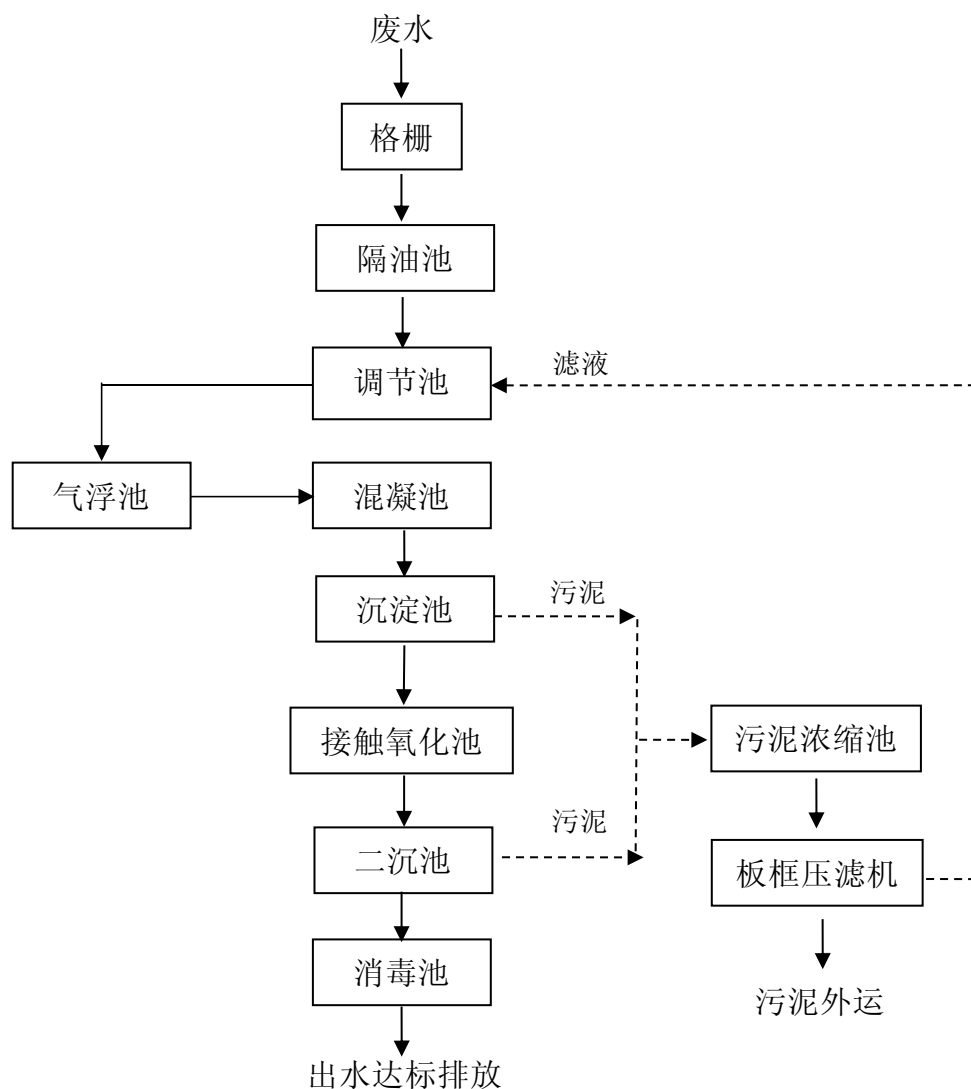 废水
格栅
隔油池
调节池
滤液
气浮池
混凝池
沉淀池
污泥
接触氧化池
污泥浓缩池
二沉池
污泥
板框压滤机
消毒池
污泥外运
出水达标排放